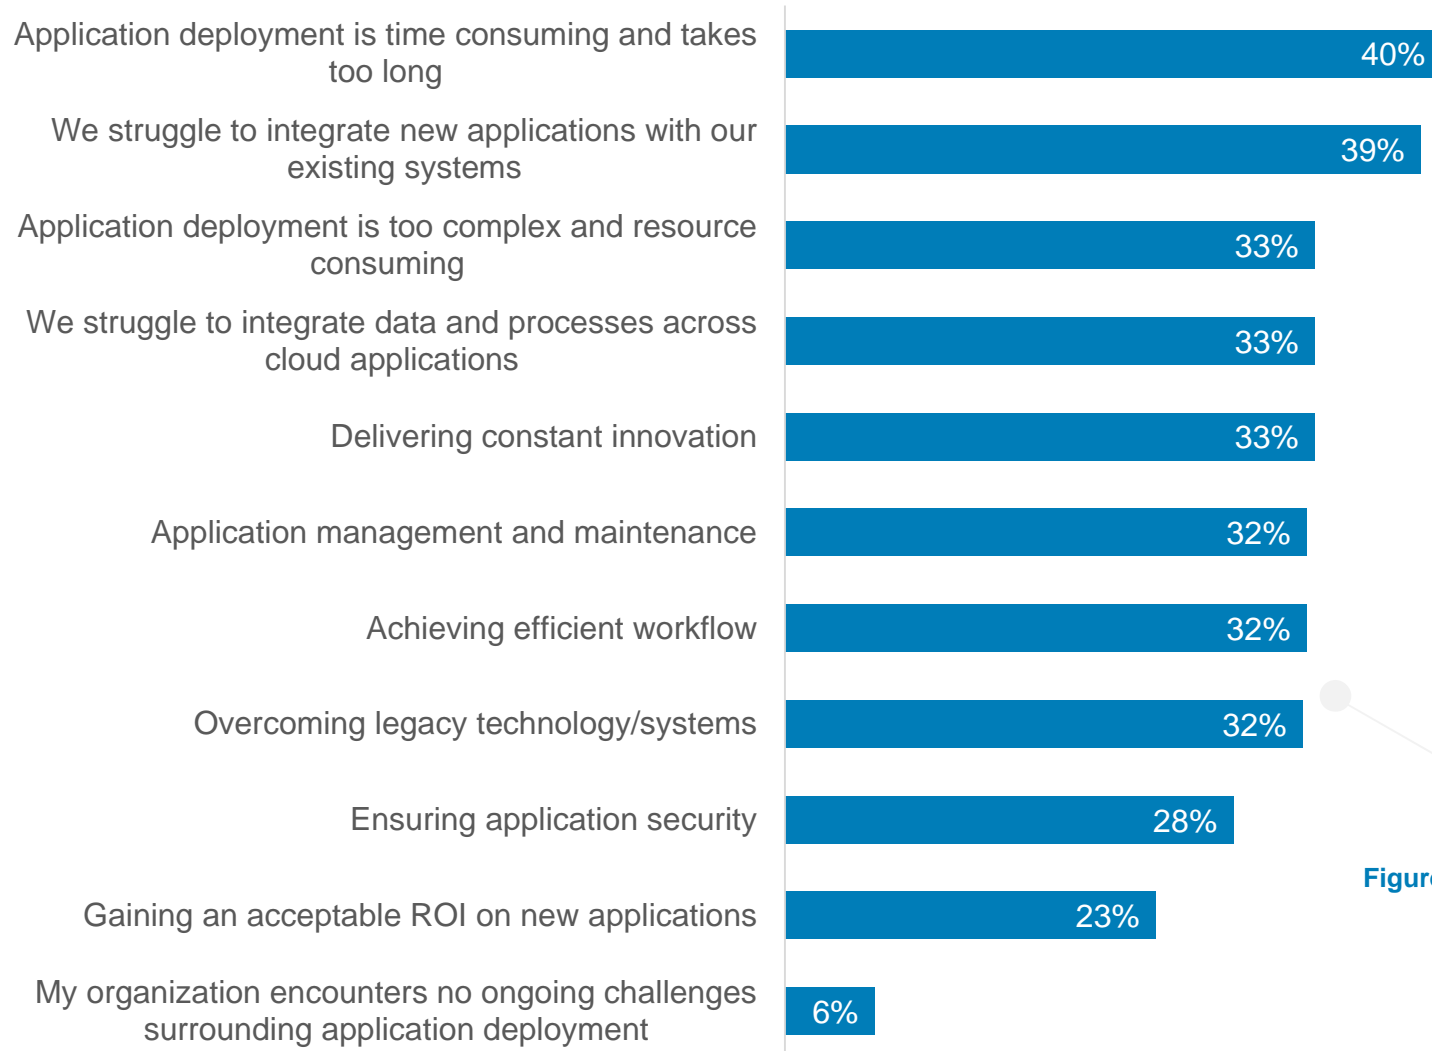 Application deployment is time consuming and takes
too long
40%
We struggle to integrate new applications with our
existing systems
39%
Application deployment is too complex and resource
consuming
33%
We struggle to integrate data and processes across
cloud applications
33%
Delivering constant innovation
33%
Application management and maintenance
32%
Achieving efficient workflow
32%
Overcoming legacy technology/systems
32%
Ensuring application security
28%
Gaining an acceptable ROI on new applications
23%
My organization encounters no ongoing challenges
surrounding application deployment
6%